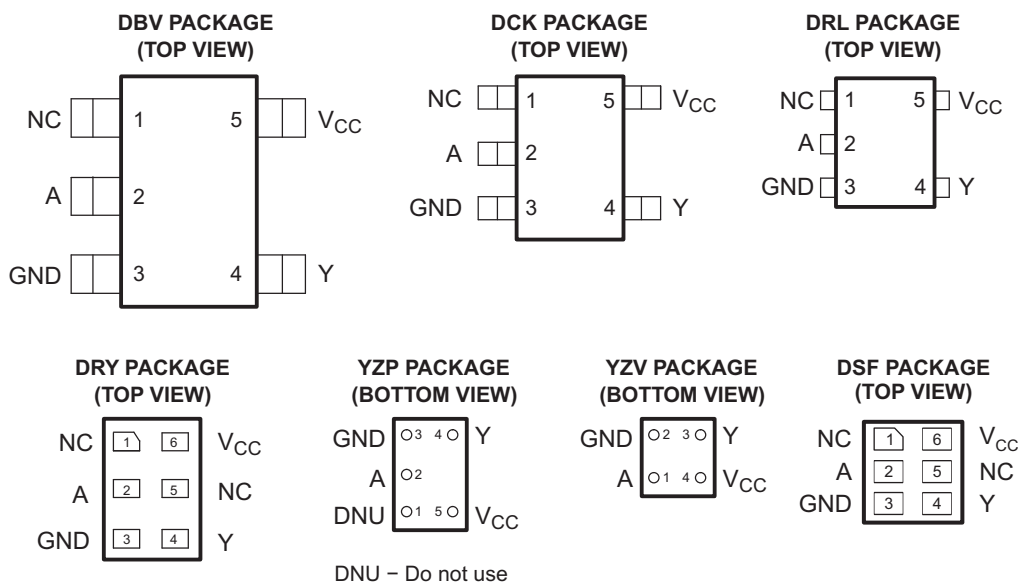 DBV PACKAGE
(TOP VIEW)
NC 1 5 VCC
A 2
GND 3 4 Y
DCK PACKAGE
(TOP VIEW)
NC 1 5 VCC
A 2
GND 3 4 Y
DRL PACKAGE
(TOP VIEW)
NC 1 5 VCC
A 2
GND 3 4 Y
DRY PACKAGE
(TOP VIEW)
NC 1 6 VCC
A 2 5 NC
GND 3 4 Y
YZP PACKAGE
(BOTTOM VIEW)
GND 3 4 Y
A 2
DNU 1 5 VCC
DNU − Do not use
YZV PACKAGE
(BOTTOM VIEW)
GND 2 3 Y
A 1 4 VCC
DSF PACKAGE
(TOP VIEW)
NC 1 6 VCC
A 2 5 NC
GND 3 4 Y